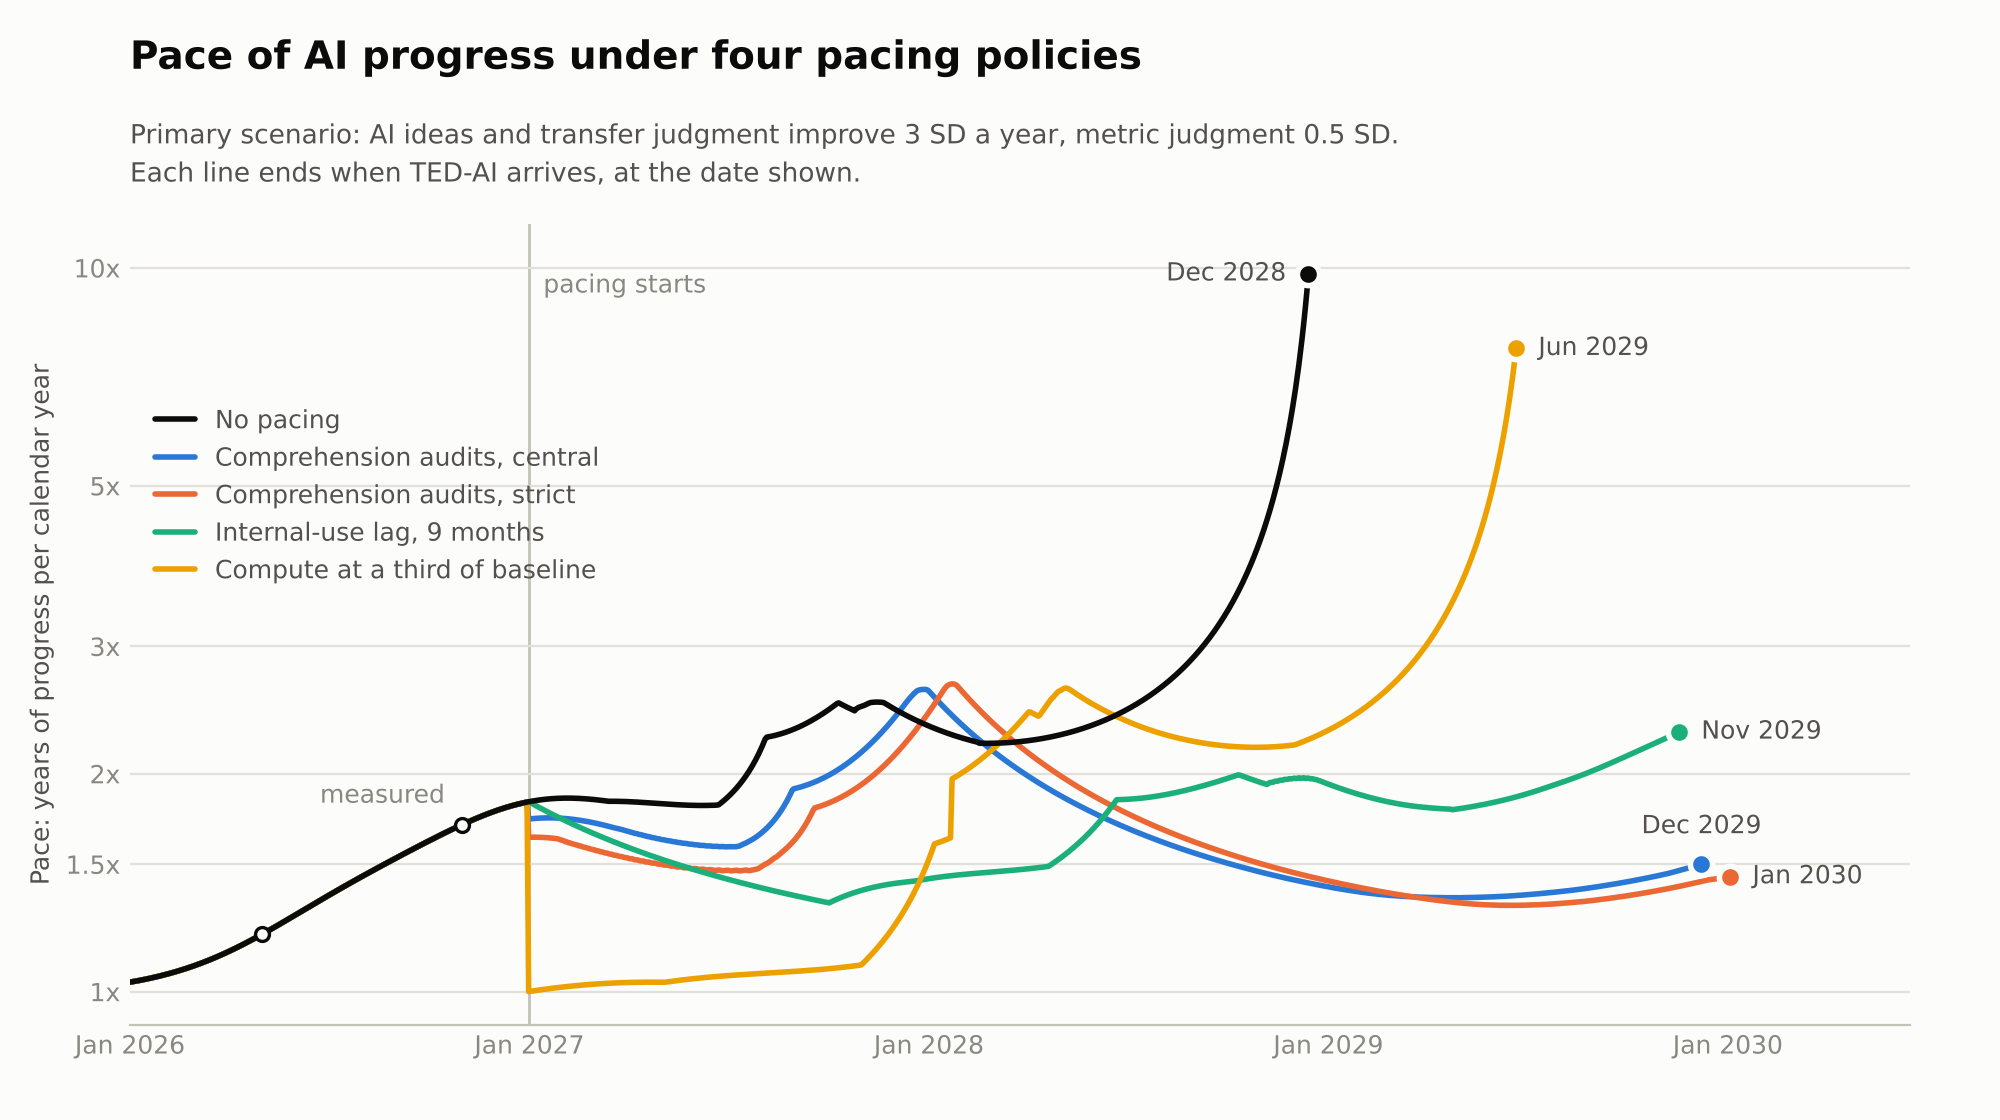 Pace of AI progress under four pacing policies
Primary scenario: AI ideas and transfer judgment improve 3 SD a year, metric judgment 0.5 SD.
Each line ends when TED-AI arrives, at the date shown.
Pace: years of progress per calendar year
10x
5x
3x
2x
1.5x
1x
pacing starts
measured
No pacing
Comprehension audits, central
Comprehension audits, strict
Internal-use lag, 9 months
Compute at a third of baseline
Dec 2028
Jun 2029
Nov 2029
Dec 2029
Jan 2030
Jan 2026
Jan 2027
Jan 2028
Jan 2029
Jan 2030